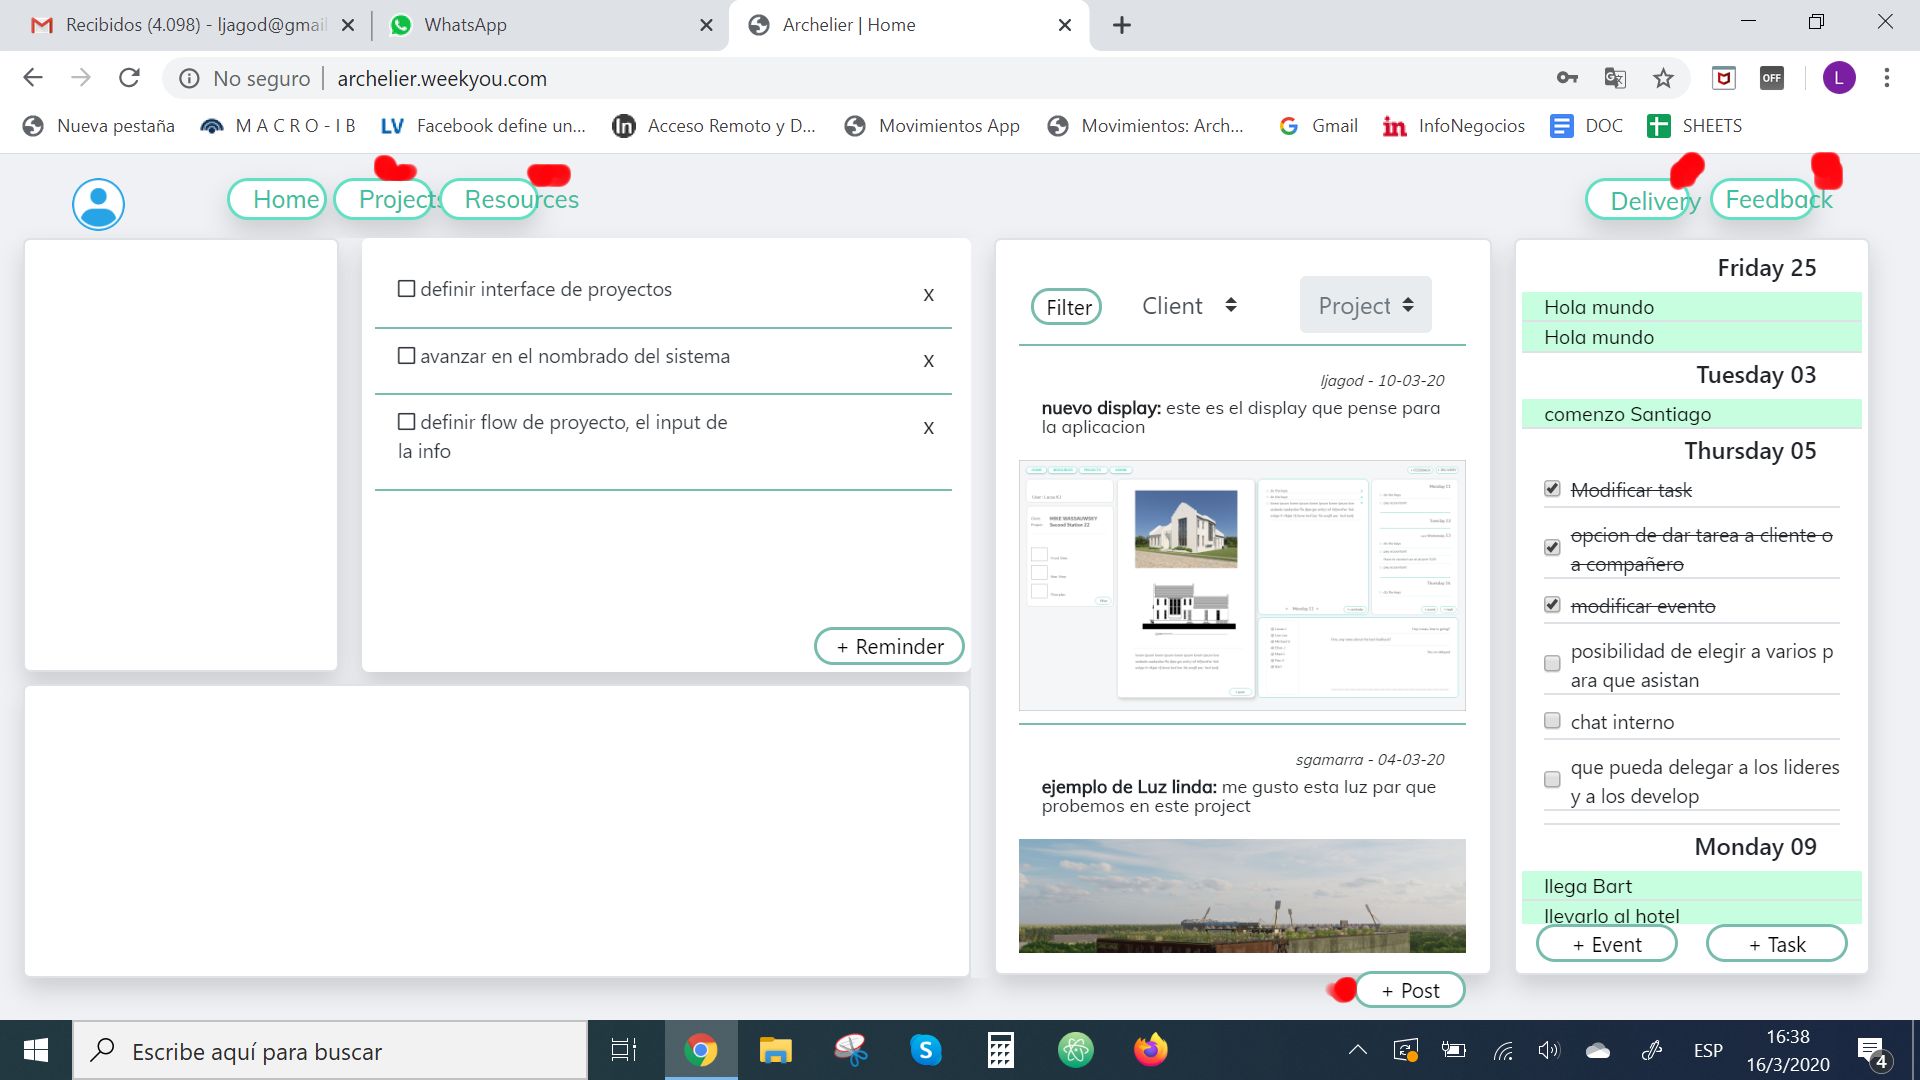 Recibidos (4.098) - ljagod@gmai
WhatsApp
Archelier | Home
No seguro
archelier.weekyou.com
OFF
L
Nueva pestaña
M A C R O - I B
LV
Facebook define un...
Acceso Remoto y D...
Movimientos App
Movimientos: Arch...
Gmail
InfoNegocios
DOC
SHEETS
Home
Projects
Resources
Delivery
Feedback
definir interface de proyectos
x
avanzar en el nombrado del sistema
x
definir flow de proyecto, el input de
la info
x
+ Reminder
Filter
Client
Project
ljagod - 10-03-20
nuevo display: este es el display que pense para
la aplicacion
sgamarra - 04-03-20
ejemplo de Luz linda: me gusto esta luz par que
probemos en este project
+ Post
Friday 25
Hola mundo
Hola mundo
Tuesday 03
comenzo Santiago
Thursday 05
Modificar task
opcion de dar tarea a cliente o
a compañero
modificar evento
posibilidad de elegir a varios p
ara que asistan
chat interno
que pueda delegar a los lideres
y a los develop
Monday 09
llega Bart
llevarlo al hotel
+ Event
+ Task
Escribe aquí para buscar
ESP
16:38
16/3/2020
4